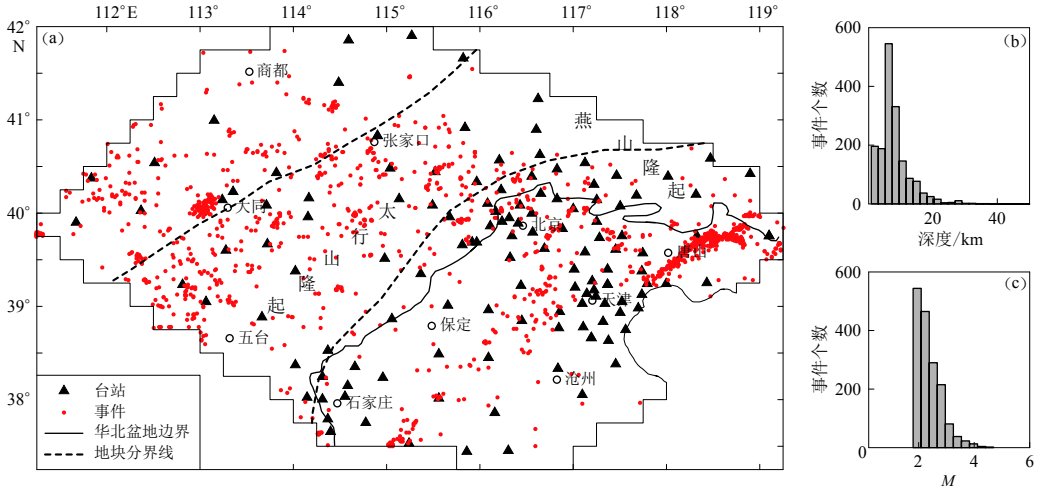 112°E 113° 114° 115° 116° 117° 118° 119°
42°
N
41°
40°
39°
38°
(a)
商都
张家口
大同
北京
唐山
天津
五台
保定
沧州
石家庄
燕山隆起
太行山隆起
台站
事件
华北盆地边界
地块分界线
(b)
事件个数
600
400
200
0
20 40
深度/km
(c)
事件个数
600
400
200
0
2 4 6
M